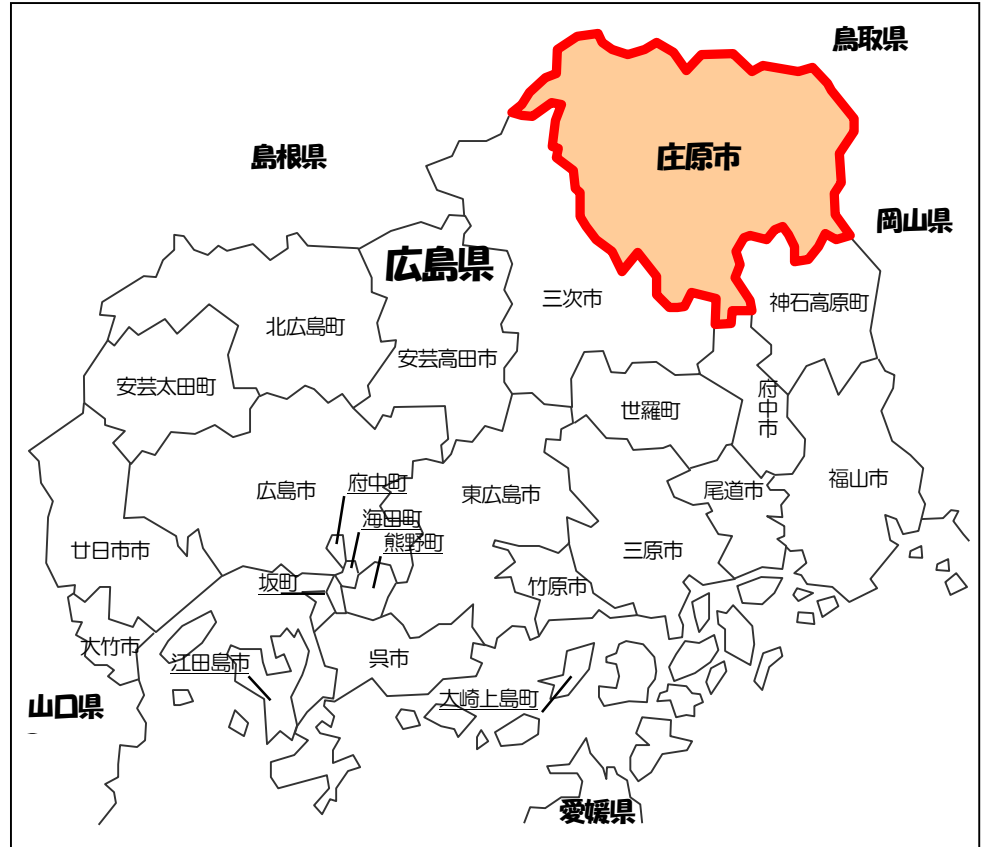 鳥取県
島根県
庄原市
岡山県
広島県
三次市
神石高原町
北広島町
安芸高田市
安芸太田町
世羅町
府中市
広島市
府中町
東広島市
尾道市
福山市
海田町
熊野町
廿日市市
三原市
坂町
竹原市
大竹市
江田島市
呉市
大崎上島町
山口県
愛媛県